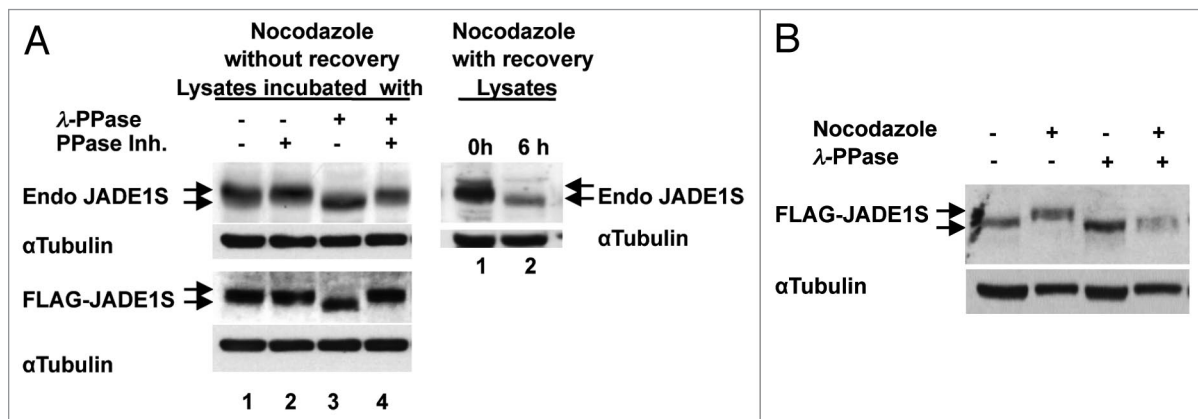 A
Nocodazole
without recovery
Lysates incubated with
λ-PPase - - + +
PPase Inh. - + - +
Endo JADE1S
αTubulin
FLAG-JADE1S
αTubulin
1 2 3 4
Nocodazole
with recovery
Lysates
0h 6 h
Endo JADE1S
αTubulin
1 2
B
Nocodazole - + - +
λ-PPase - - + +
FLAG-JADE1S
αTubulin